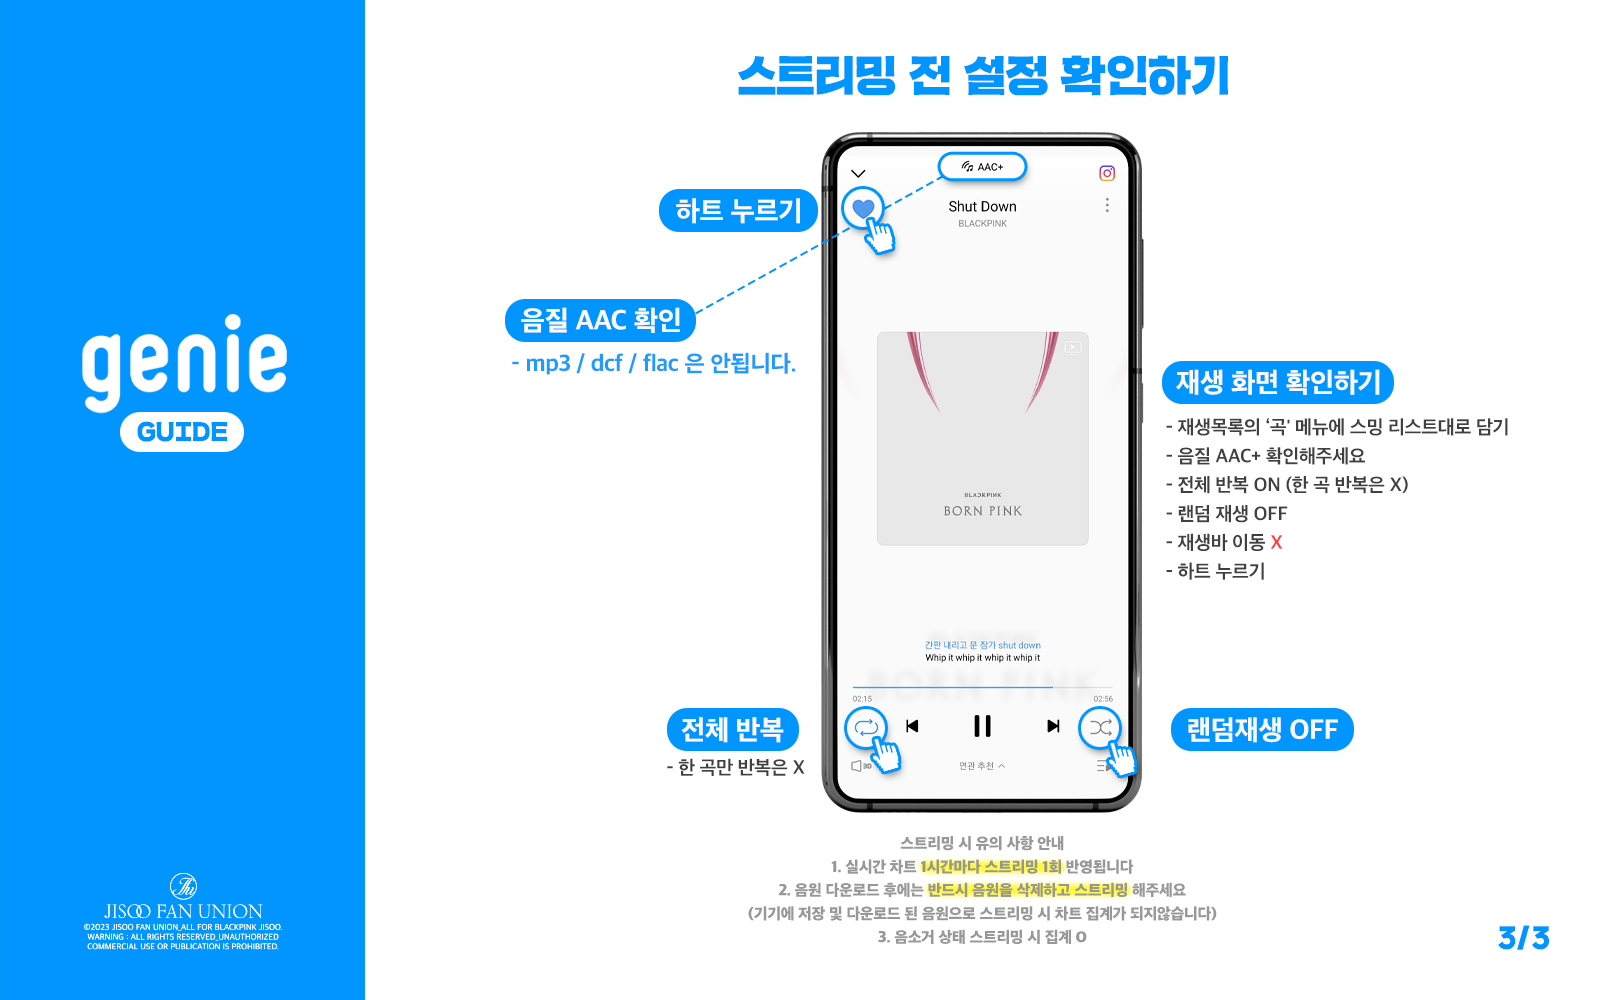 스트리밍 전 설정 확인하기
AAC+
하트 누르기
Shut Down
BLACKPINK
음질 AAC 확인
- mp3 / dcf / flac 은 안됩니다.
genie
GUIDE
재생 화면 확인하기
- 재생목록의 ‘곡' 메뉴에 스밍 리스트대로 담기
- 음질 AAC+ 확인해주세요
- 전체 반복 ON (한 곡 반복은 X)
- 랜덤 재생 OFF
- 재생바 이동 X
- 하트 누르기
BLACKPINK
BORN PINK
간판 내리고 문 잠가 shut down
Whip it whip it whip it whip it
BORN PINK
02:15
02:56
전체 반복
- 한 곡만 반복은 X
랜덤재생 OFF
연관 추천
스트리밍 시 유의 사항 안내
1. 실시간 차트 1시간마다 스트리밍 1회 반영됩니다
2. 음원 다운로드 후에는 반드시 음원을 삭제하고 스트리밍 해주세요
(기기에 저장 및 다운로드 된 음원으로 스트리밍 시 차트 집계가 되지않습니다)
3. 음소거 상태 스트리밍 시 집계 O
JISOO FAN UNION
©2023 JISOO FAN UNION_ALL FOR BLACKPINK JISOO.
WARNING : ALL RIGHTS RESERVED_UNAUTHORIZED
COMMERCIAL USE OR PUBLICATION IS PROHIBITED.
3/3